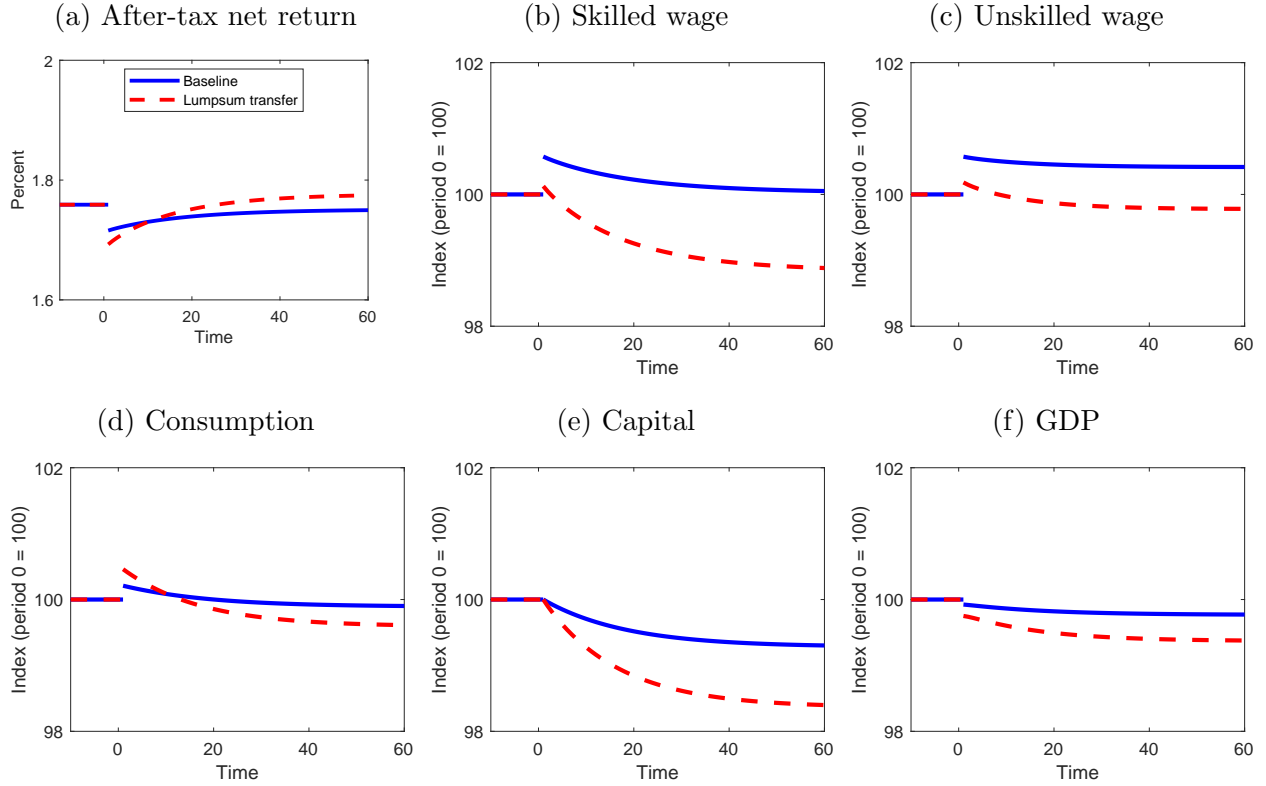 (a) After-tax net return
(b) Skilled wage
(c) Unskilled wage
2
1.8
1.6
Percent
Baseline
Lumpsum transfer
0
20
40
60
Time
102
100
98
Index (period 0 = 100)
0
20
40
60
Time
102
100
98
Index (period 0 = 100)
0
20
40
60
Time
(d) Consumption
(e) Capital
(f) GDP
102
100
98
Index (period 0 = 100)
0
20
40
60
Time
102
100
98
Index (period 0 = 100)
0
20
40
60
Time
102
100
98
Index (period 0 = 100)
0
20
40
60
Time